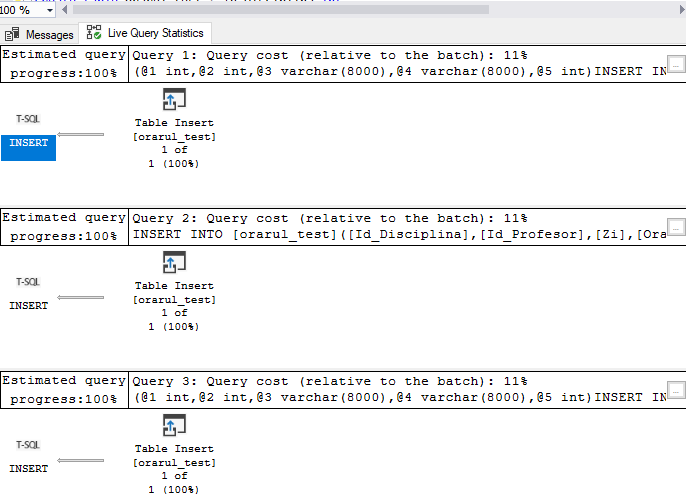 100 %
Messages
Live Query Statistics
Estimated query
progress:100%
Query 1: Query cost (relative to the batch): 11%
(@1 int,@2 int,@3 varchar(8000),@4 varchar(8000),@5 int)INSERT IN
...
T-SQL
INSERT
Table Insert
[orarul_test]
1 of
1 (100%)
Estimated query
progress:100%
Query 2: Query cost (relative to the batch): 11%
INSERT INTO [orarul_test]([Id_Disciplina],[Id_Profesor],[Zi],[Ora
...
T-SQL
INSERT
Table Insert
[orarul_test]
1 of
1 (100%)
Estimated query
progress:100%
Query 3: Query cost (relative to the batch): 11%
(@1 int,@2 int,@3 varchar(8000),@4 varchar(8000),@5 int)INSERT IN
...
T-SQL
INSERT
Table Insert
[orarul_test]
1 of
1 (100%)